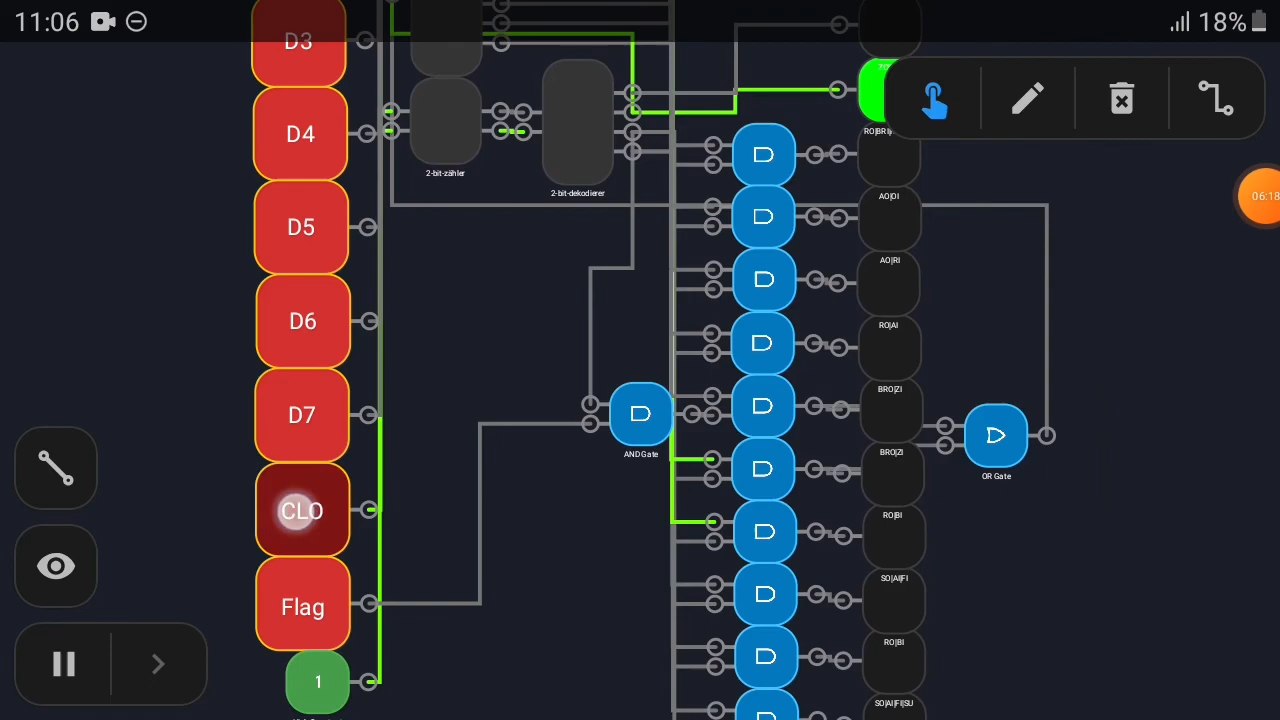 11:06
18%
D3
D4
D5
D6
D7
CLO
Flag
1
2-bit-zähler
2-bit-dekodierer
AO|OI
AO|RI
RO|AI
BRO|ZI
BRO|ZI
RO|BI
SO|AI|FI
RO|BI
SO|AI|FI|SU
AND Gate
OR Gate
06:18